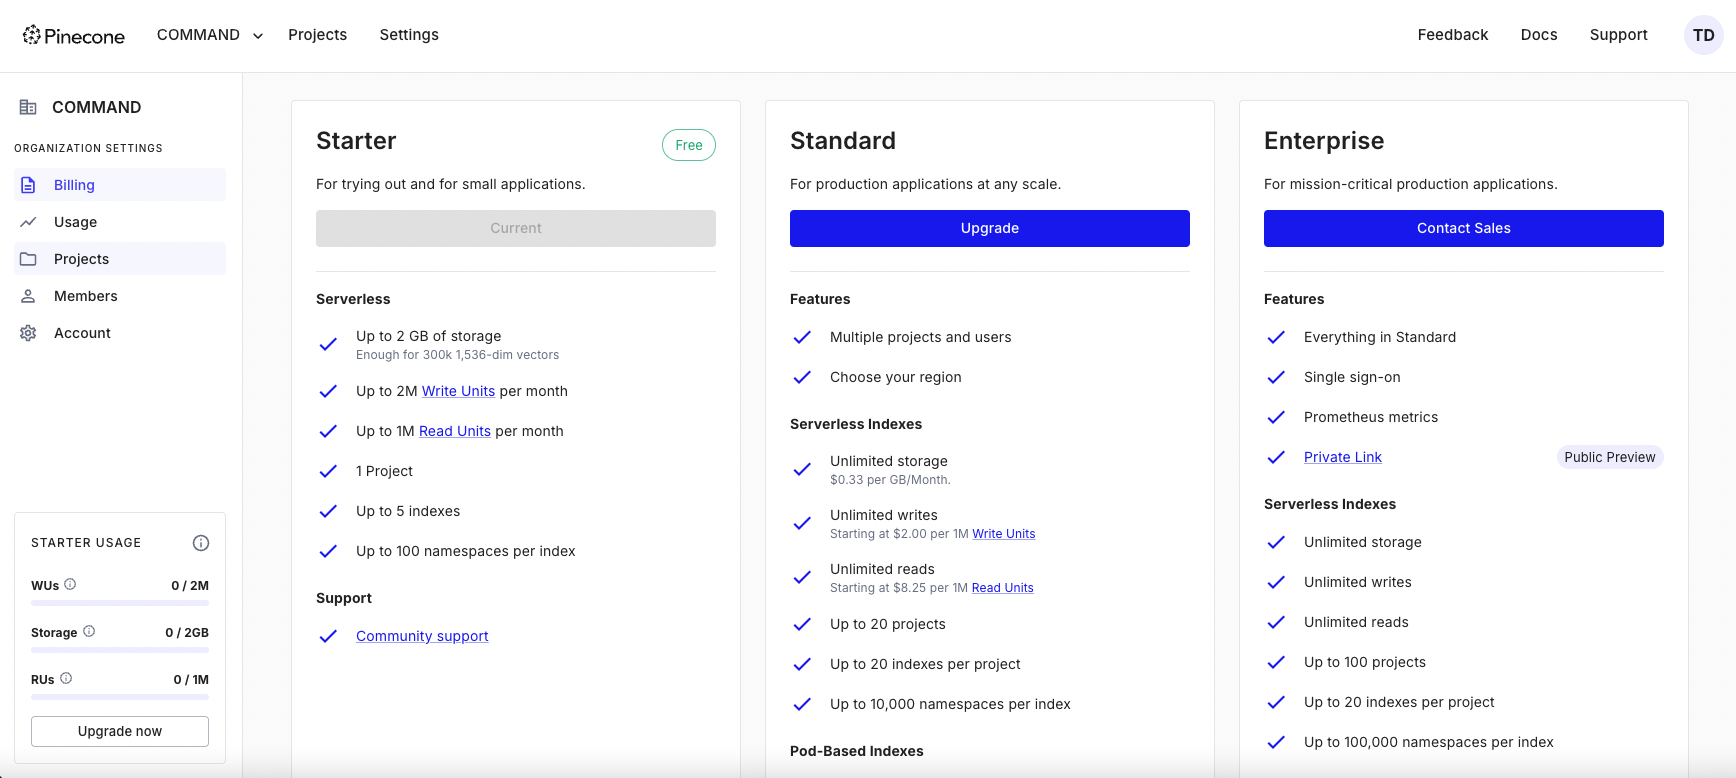 Pinecone
COMMAND
Projects
Settings
Feedback
Docs
Support
TD
COMMAND
ORGANIZATION SETTINGS
Billing
Usage
Projects
Members
Account
STARTER USAGE
WUs 0 / 2M
Storage 0 / 2GB
RUs 0 / 1M
Upgrade now
Starter
Free
For trying out and for small applications.
Current
Serverless
Up to 2 GB of storage
Enough for 300k 1,536-dim vectors
Up to 2M Write Units per month
Up to 1M Read Units per month
1 Project
Up to 5 indexes
Up to 100 namespaces per index
Support
Community support
Standard
For production applications at any scale.
Upgrade
Features
Multiple projects and users
Choose your region
Serverless Indexes
Unlimited storage
$0.33 per GB/Month.
Unlimited writes
Starting at $2.00 per 1M Write Units
Unlimited reads
Starting at $8.25 per 1M Read Units
Up to 20 projects
Up to 20 indexes per project
Up to 10,000 namespaces per index
Pod-Based Indexes
Enterprise
For mission-critical production applications.
Contact Sales
Features
Everything in Standard
Single sign-on
Prometheus metrics
Private Link
Public Preview
Serverless Indexes
Unlimited storage
Unlimited writes
Unlimited reads
Up to 100 projects
Up to 20 indexes per project
Up to 100,000 namespaces per index